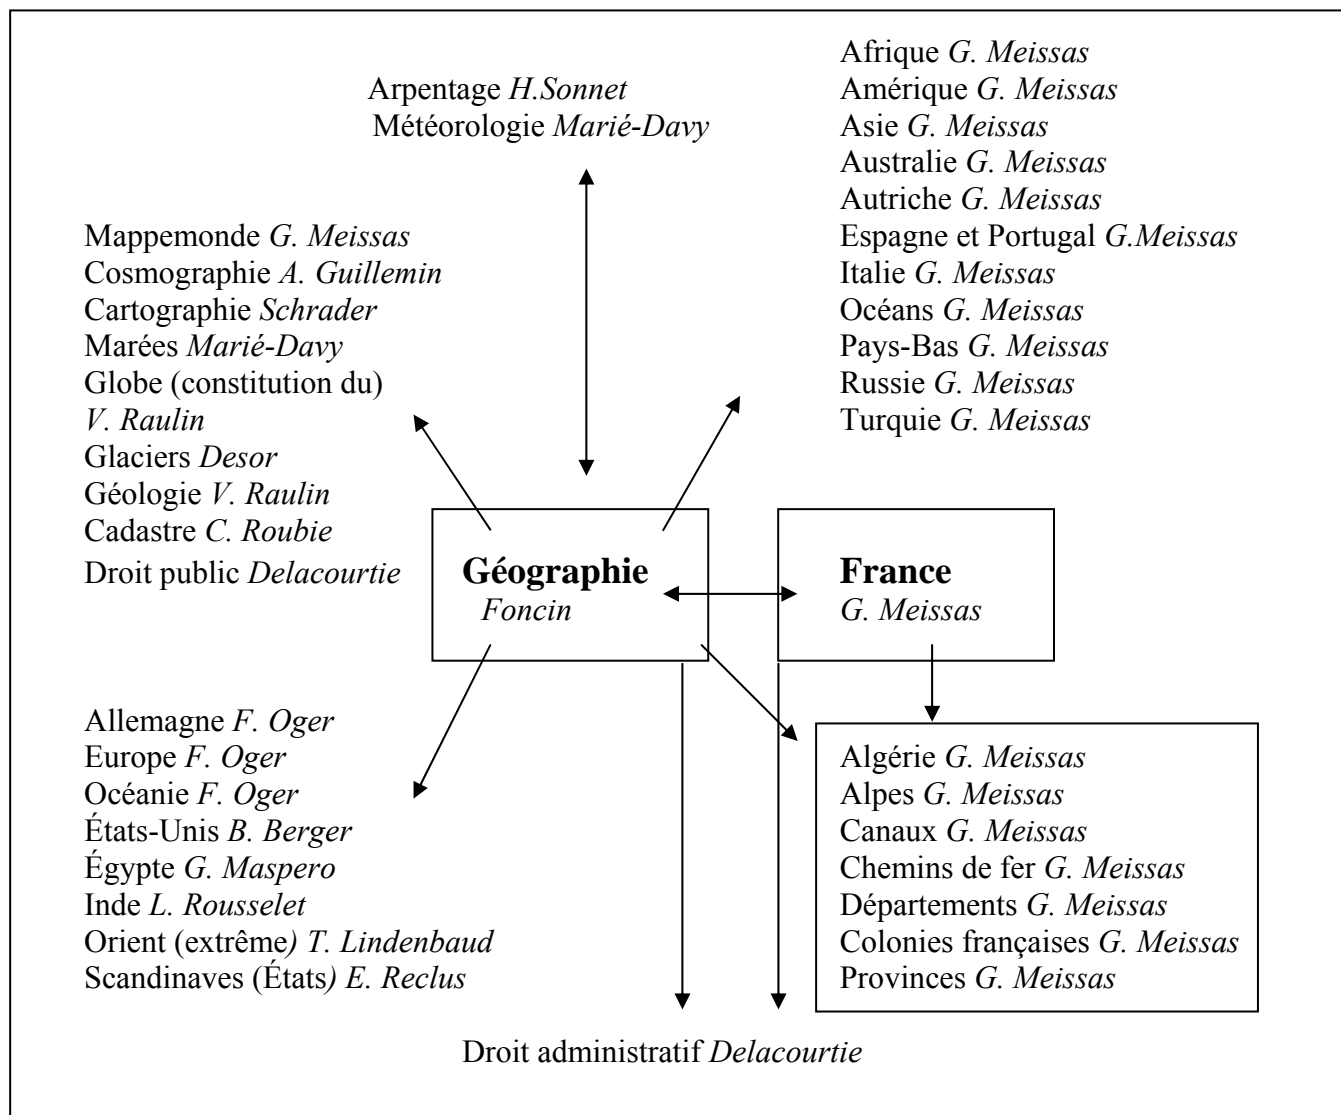 Arpentage H.Sonnet
Météorologie Marié-Davy
Afrique G. Meissas
Amérique G. Meissas
Asie G. Meissas
Australie G. Meissas
Autriche G. Meissas
Espagne et Portugal G.Meissas
Italie G. Meissas
Océans G. Meissas
Pays-Bas G. Meissas
Russie G. Meissas
Turquie G. Meissas
Mappemonde G. Meissas
Cosmographie A. Guillemin
Cartographie Schrader
Marées Marié-Davy
Globe (constitution du)
V. Raulin
Glaciers Desor
Géologie V. Raulin
Cadastre C. Roubie
Droit public Delacourtie
Géographie
Foncin
France
G. Meissas
Allemagne F. Oger
Europe F. Oger
Océanie F. Oger
États-Unis B. Berger
Égypte G. Maspero
Inde L. Rousselet
Orient (extrême) T. Lindenbaud
Scandinaves (États) E. Reclus
Algérie G. Meissas
Alpes G. Meissas
Canaux G. Meissas
Chemins de fer G. Meissas
Départements G. Meissas
Colonies françaises G. Meissas
Provinces G. Meissas
Droit administratif Delacourtie